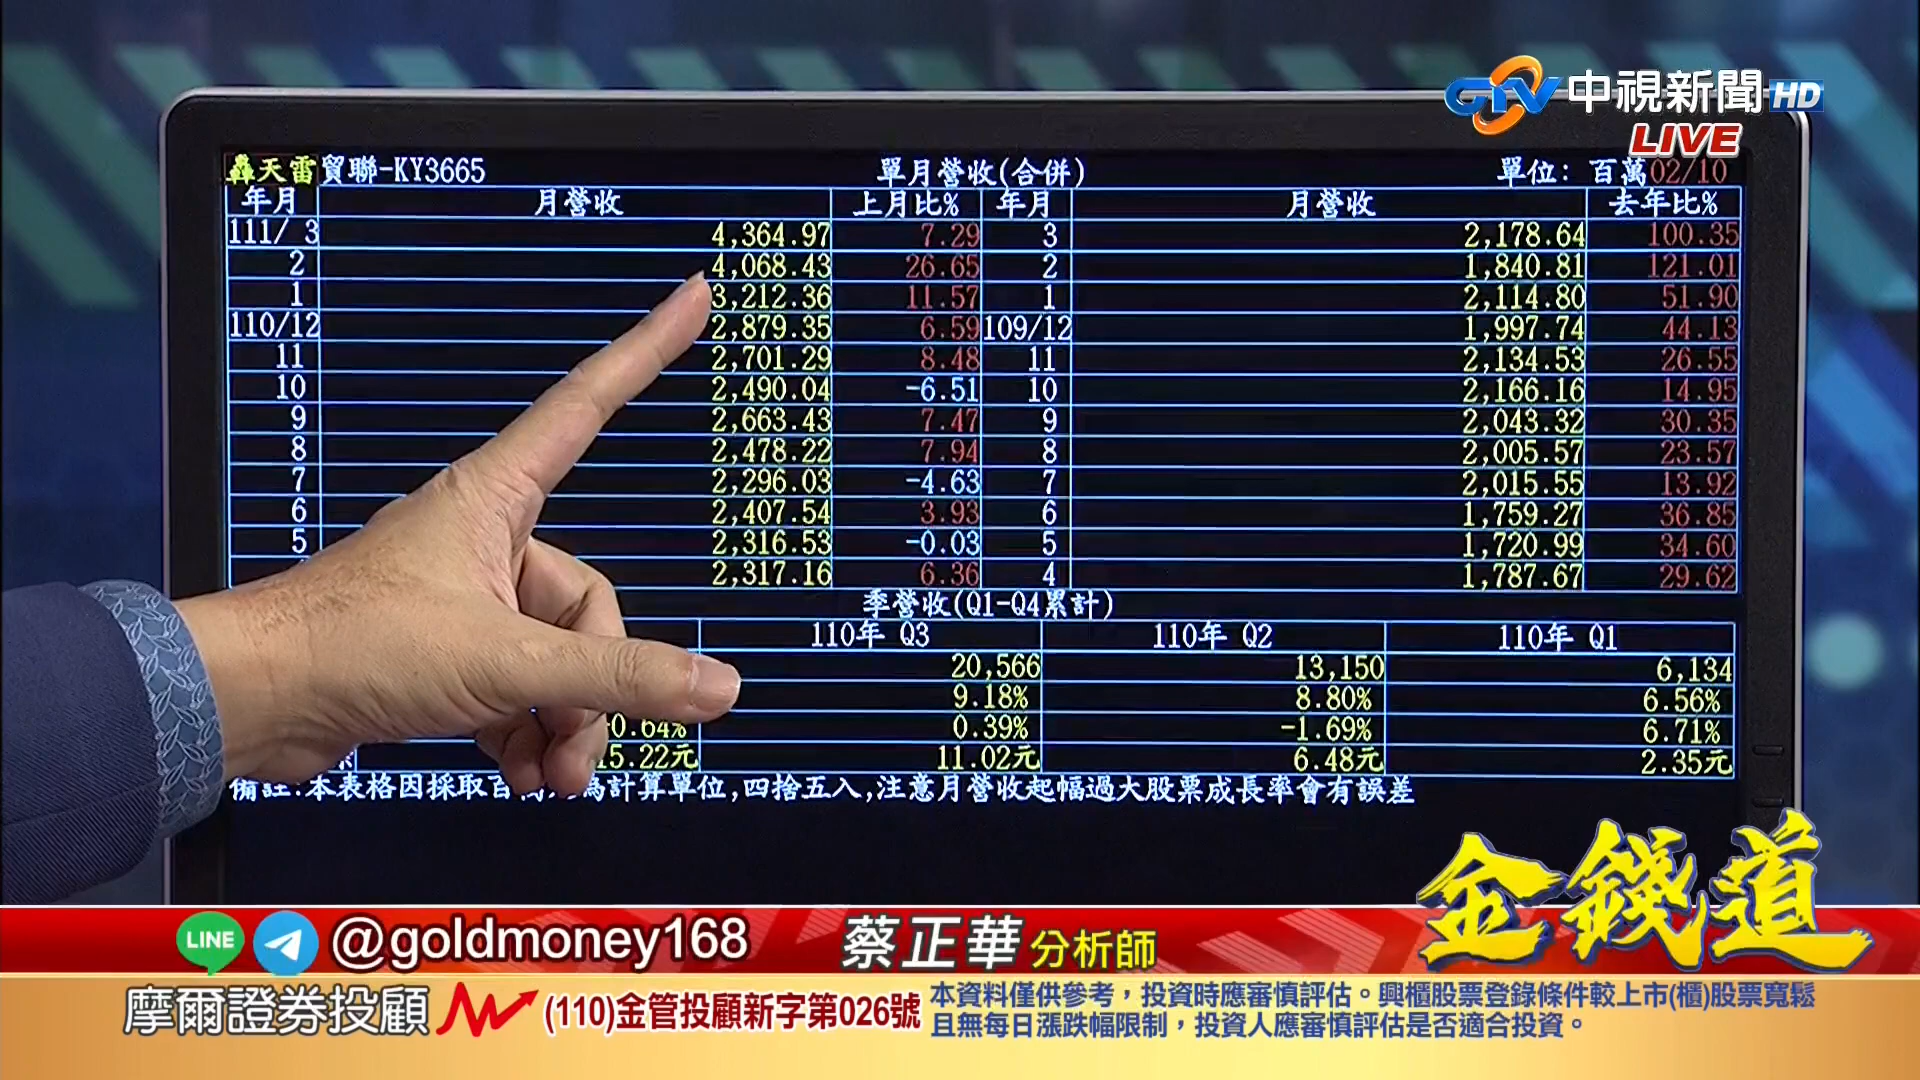 CTV 中視新聞 HD
LIVE
轟天雷 貿聯-KY3665 單月營收(合併) 單位: 百萬 02/10
年月 月營收 上月比% 年月 月營收 去年比%
111/ 3 4,364.97 7.29 3 2,178.64 100.35
2 4,068.43 26.65 2 1,840.81 121.01
1 3,212.36 11.57 1 2,114.80 51.90
110/12 2,879.35 6.59 109/12 1,997.74 44.13
11 2,701.29 8.48 11 2,134.53 26.55
10 2,490.04 -6.51 10 2,166.16 14.95
9 2,663.43 7.47 9 2,043.32 30.35
8 2,478.22 7.94 8 2,005.57 23.57
7 2,296.03 -4.63 7 2,015.55 13.92
6 2,407.54 3.93 6 1,759.27 36.85
5 2,316.53 -0.03 5 1,720.99 34.60
2,317.16 6.36 4 1,787.67 29.62
季營收(Q1-Q4累計)
110年 Q3 110年 Q2 110年 Q1
20,566 13,150 6,134
9.18% 8.80% 6.56%
0.64% 0.39% -1.69% 6.71%
15.22元 11.02元 6.48元 2.35元
備註:本表格因採取百 為計算單位,四捨五入,注意月營收起幅過大股票成長率會有誤差
金錢道
LINE @goldmoney168 蔡正華 分析師
摩爾證券投顧 (110)金管投顧新字第026號
本資料僅供參考，投資時應審慎評估。興櫃股票登錄條件較上市(櫃)股票寬鬆
且無每日漲跌幅限制，投資人應審慎評估是否適合投資。